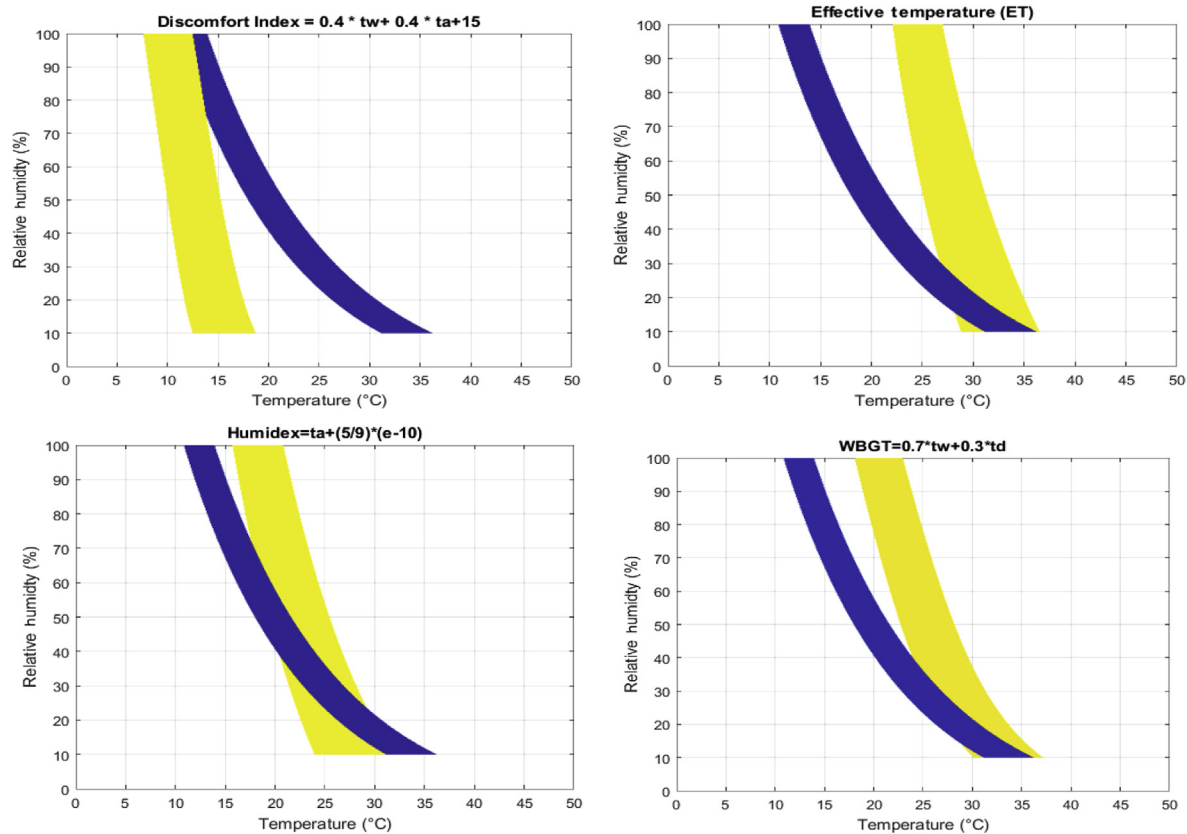 Discomfort Index = 0.4 * tw+ 0.4 * ta+15
100
90
80
70
60
50
40
30
20
10
0
Relative humidty (%)
0 5 10 15 20 25 30 35 40 45 50
Temperature (°C)
Effective temperature (ET)
100
90
80
70
60
50
40
30
20
10
0
Relative humidty (%)
0 5 10 15 20 25 30 35 40 45 50
Temperature (°C)
Humidex=ta+(5/9)*(e-10)
100
90
80
70
60
50
40
30
20
10
0
Relative humidty (%)
0 5 10 15 20 25 30 35 40 45 50
Temperature (°C)
WBGT=0.7*tw+0.3*td
100
90
80
70
60
50
40
30
20
10
0
Relative humidty (%)
0 5 10 15 20 25 30 35 40 45 50
Temperature (°C)